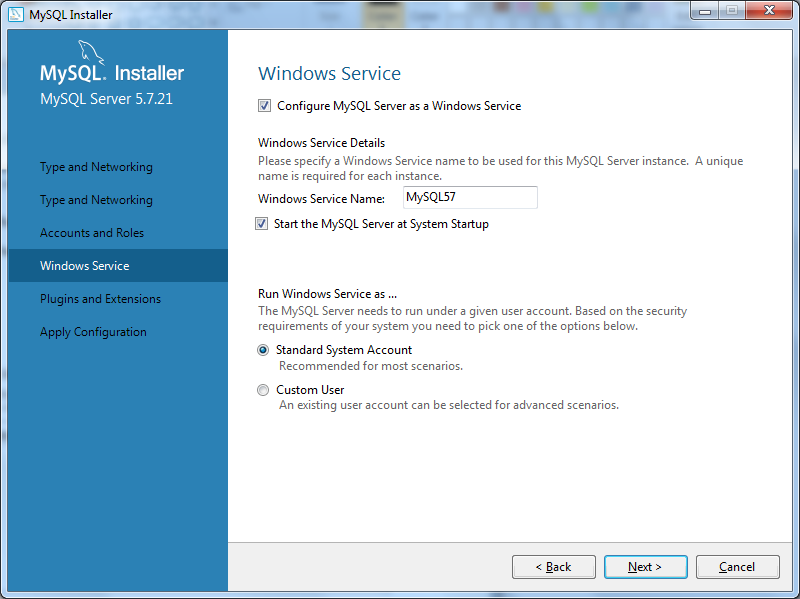 MySQL Installer
MySQL. Installer
MySQL Server 5.7.21
Type and Networking
Type and Networking
Accounts and Roles
Windows Service
Plugins and Extensions
Apply Configuration
Windows Service
Configure MySQL Server as a Windows Service
Windows Service Details
Please specify a Windows Service name to be used for this MySQL Server instance. A unique
name is required for each instance.
Windows Service Name: MySQL57
Start the MySQL Server at System Startup
Run Windows Service as ...
The MySQL Server needs to run under a given user account. Based on the security
requirements of your system you need to pick one of the options below.
Standard System Account
Recommended for most scenarios.
Custom User
An existing user account can be selected for advanced scenarios.
< Back Next > Cancel